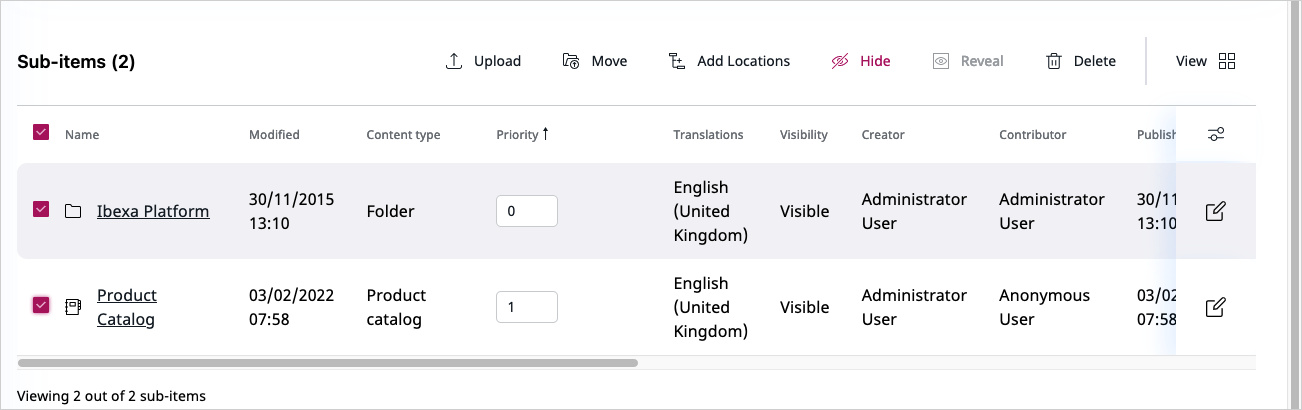 Sub-items (2)
Upload
Move
Add Locations
Hide
Reveal
Delete
View
Name
Modified
Content type
Priority
Translations
Visibility
Creator
Contributor
Publish
Ibexa Platform
30/11/2015
13:10
Folder
0
English
(United
Kingdom)
Visible
Administrator
User
Administrator
User
30/11
13:10
Product
Catalog
03/02/2022
07:58
Product
catalog
1
English
(United
Kingdom)
Visible
Administrator
User
Anonymous
User
03/02
07:58
Viewing 2 out of 2 sub-items